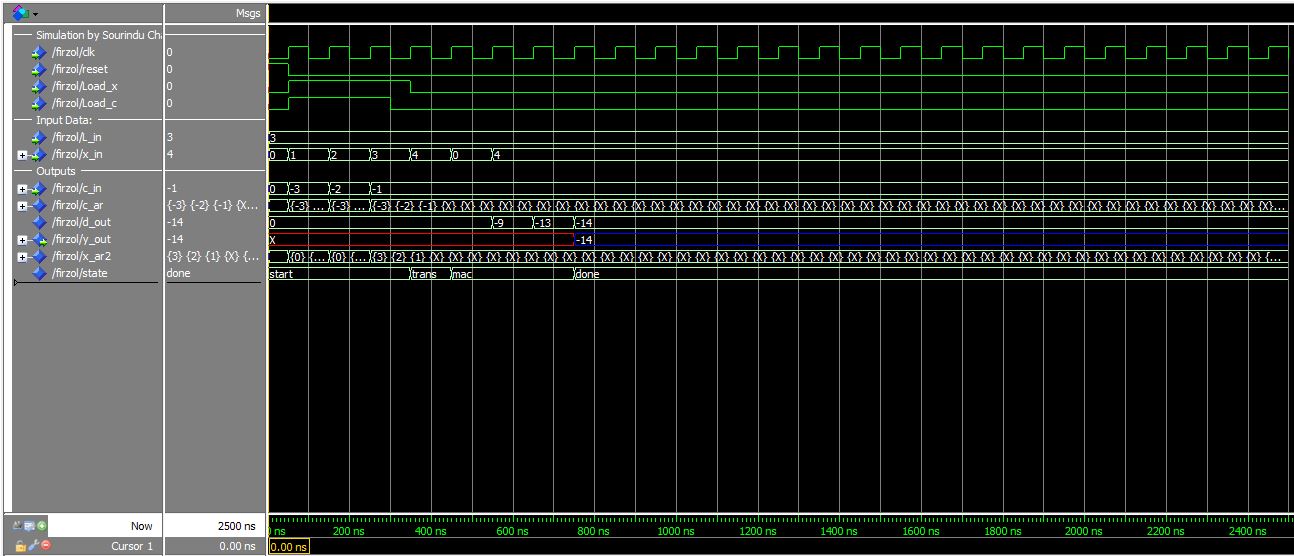 Msgs
Simulation by Sourindu Cha
/firzol/clk 0
/firzol/reset 0
/firzol/Load_x 0
/firzol/Load_c 0
Input Data:
/firzol/L_in 3 3
/firzol/x_in 4 0 1 2 3 4 0 4
Outputs
/firzol/c_in -1 0 -3 -2 -1
/firzol/c_ar {-3} {-2} {-1} {X... {-3} ... {-3} ... {-3} {-2} {-1} {X} {X} {X} {X} {X} {X} {X} {X} {X} {X} {X} {X} {X} {X} {X} {X} {X} {X} {X} {X} {X} {X} {X} {X} {X} {X} {X} {X} {X} {X} {X} {X} {X}...
/firzol/d_out -14 0 -9 -13 -14
/firzol/y_out -14 X -14
/firzol/x_ar2 {3} {2} {1} {X} {... {0} {... {0} {... {3} {2} {1} {X} {X} {X} {X} {X} {X} {X} {X} {X} {X} {X} {X} {X} {X} {X} {X} {X} {X} {X} {X} {X} {X} {X} {X} {X} {X} {X} {X} {X} {X} {X} {X} {X} {...
/firzol/state done start trans mac done
Now 2500 ns ns 200 ns 400 ns 600 ns 800 ns 1000 ns 1200 ns 1400 ns 1600 ns 1800 ns 2000 ns 2200 ns 2400 ns
Cursor 1 0.00 ns 0.00 ns